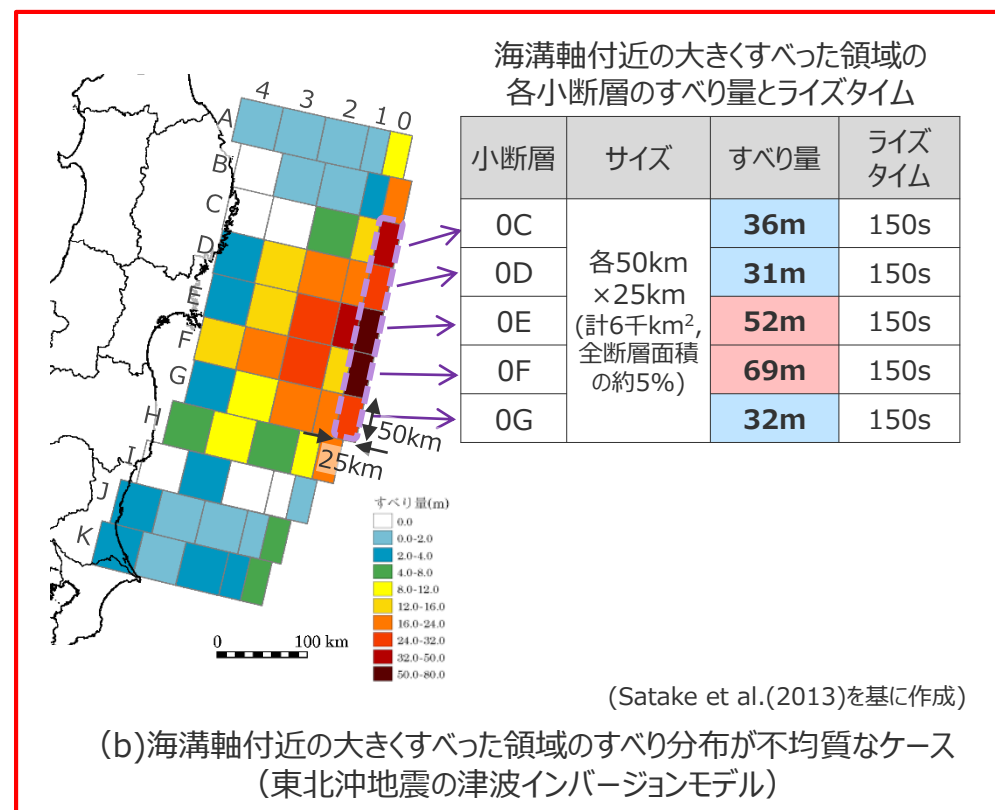 海溝軸付近の大きくすべった領域の
各小断層のすべり量とライズタイム
4 3 2 1 0
A
B
C
D
E
F
G
H
I
J
K
小断層 サイズ すべり量 ライズ
タイム
0C 36m 150s
0D 31m 150s
0E 52m 150s
0F 69m 150s
0G 32m 150s
各50km
×25km
(計6千km²,
全断層面積
の約5%)
50km
25km
すべり量(m)
0.0
0.0-2.0
2.0-4.0
4.0-8.0
8.0-12.0
12.0-16.0
16.0-24.0
24.0-32.0
32.0-50.0
50.0-80.0
0 100 km
(Satake et al.(2013)を基に作成)
(b)海溝軸付近の大きくすべった領域のすべり分布が不均質なケース
(東北沖地震の津波インバージョンモデル)